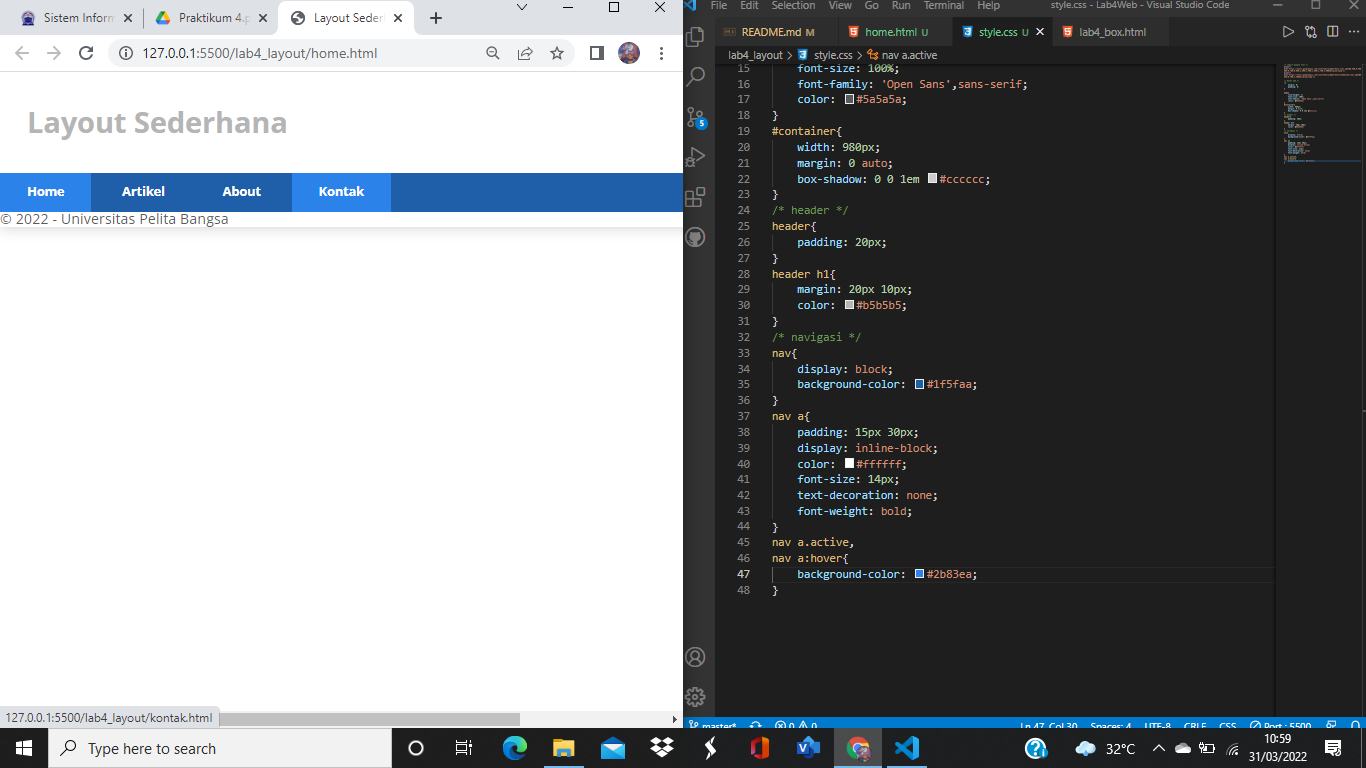 Sistem Inform
Praktikum 4.p
Layout Sederh
127.0.0.1:5500/lab4_layout/home.html
Layout Sederhana
Home Artikel About Kontak
© 2022 - Universitas Pelita Bangsa
127.0.0.1:5500/lab4_layout/kontak.html
File Edit Selection View Go Run Terminal Help style.css - Lab4Web - Visual Studio Code
README.md M home.html U style.css U lab4_box.html
lab4_layout > style.css > nav a.active
5
15 font-size: 100%;
16 font-family: 'Open Sans',sans-serif;
17 color: #5a5a5a;
18 }
19 #container{
20 width: 980px;
21 margin: 0 auto;
22 box-shadow: 0 0 1em #cccccc;
23 }
24 /* header */
25 header{
26 padding: 20px;
27 }
28 header h1{
29 margin: 20px 10px;
30 color: #b5b5b5;
31 }
32 /* navigasi */
33 nav{
34 display: block;
35 background-color: #1f5faa;
36 }
37 nav a{
38 padding: 15px 30px;
39 display: inline-block;
40 color: #ffffff;
41 font-size: 14px;
42 text-decoration: none;
43 font-weight: bold;
44 }
45 nav a.active,
46 nav a:hover{
47 background-color: #2b83ea;
48 }
master* 0 0 Ln 47, Col 30 Spaces: 4 UTF-8 CRLF CSS Port : 5500
Type here to search
32°C
10:59
31/03/2022